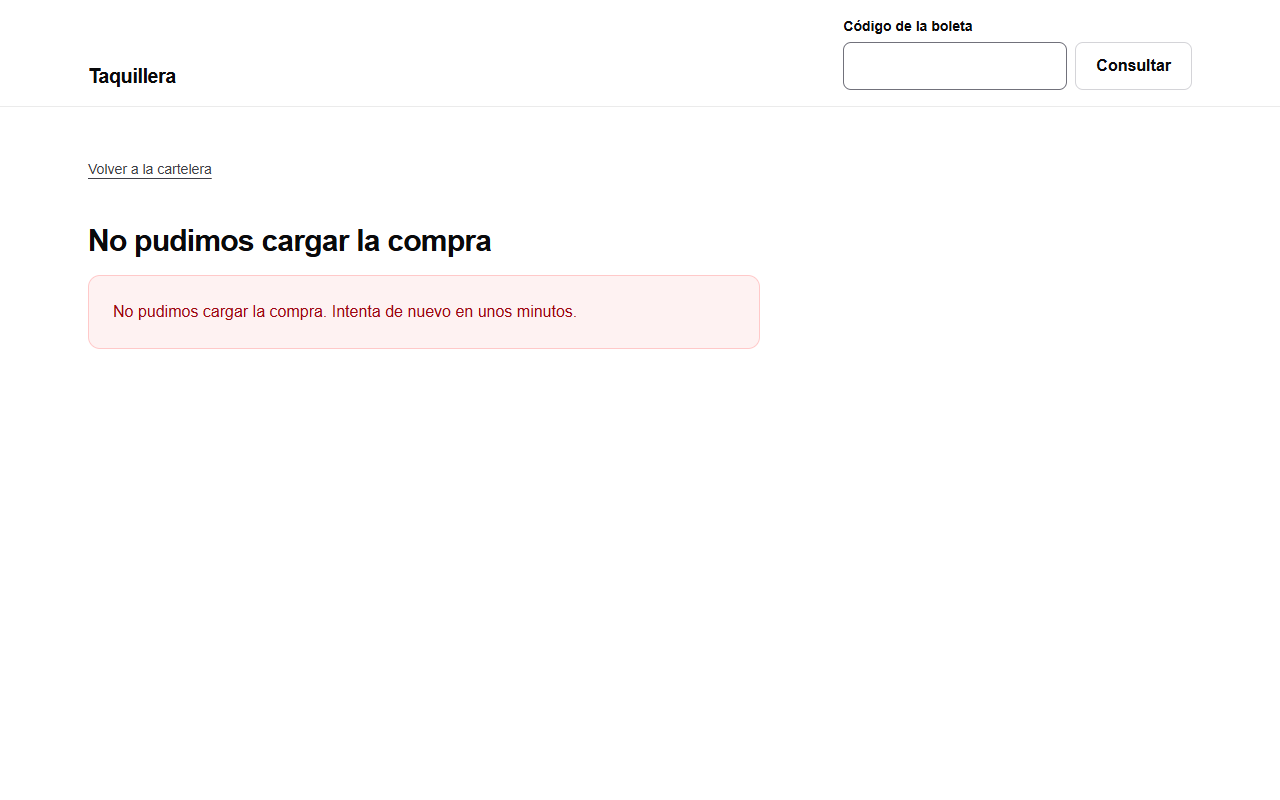 Código de la boleta
Taquillera
Consultar
Volver a la cartelera
No pudimos cargar la compra
No pudimos cargar la compra. Intenta de nuevo en unos minutos.